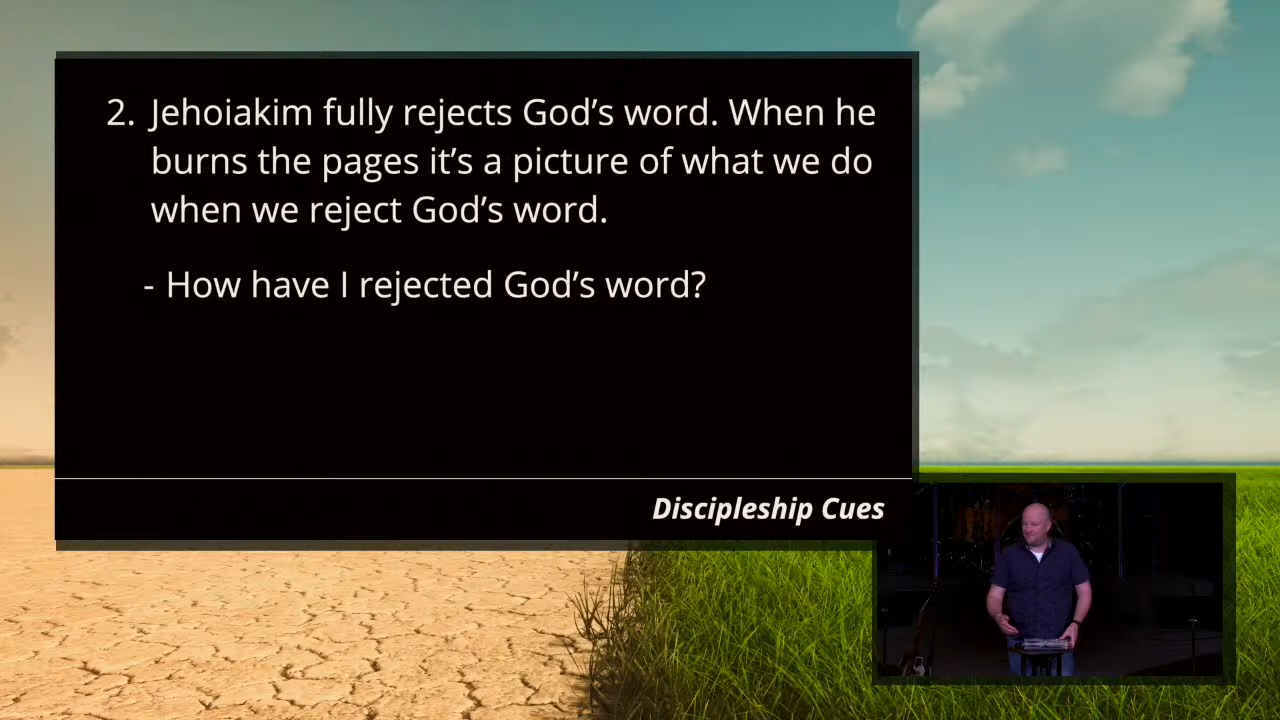 2. Jehoiakim fully rejects God’s word. When he
burns the pages it’s a picture of what we do
when we reject God’s word.
- How have I rejected God’s word?
Discipleship Cues